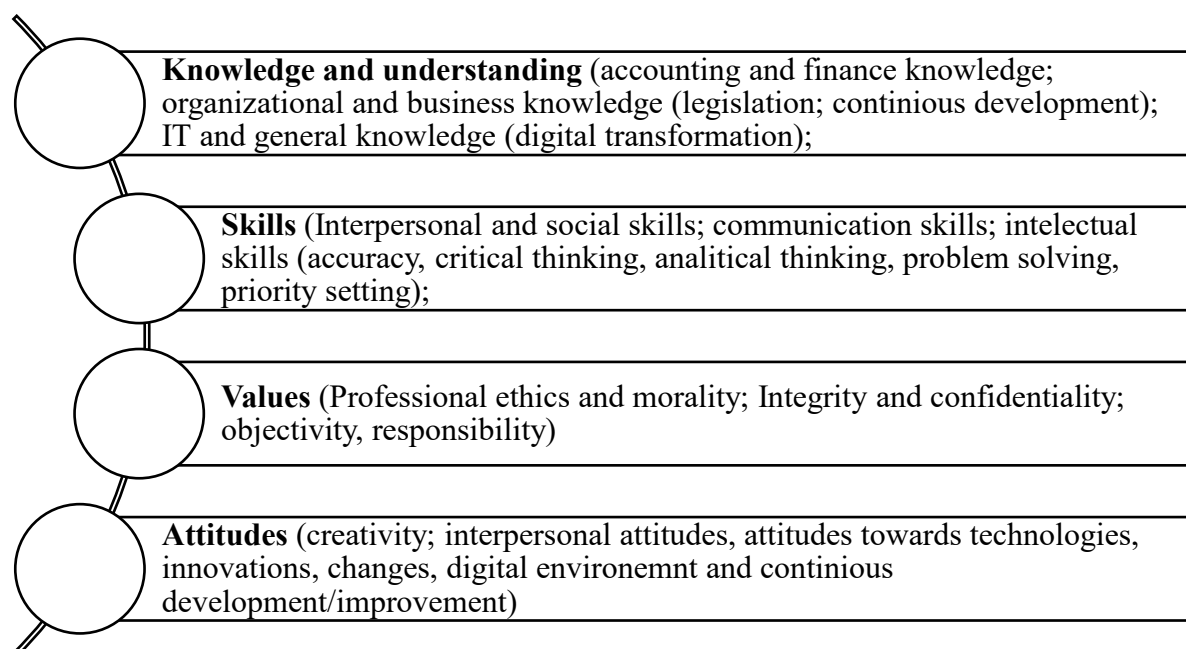 Knowledge and understanding (accounting and finance knowledge;
organizational and business knowledge (legislation; continious development);
IT and general knowledge (digital transformation);
Skills (Interpersonal and social skills; communication skills; intelectual
skills (accuracy, critical thinking, analitical thinking, problem solving,
priority setting);
Values (Professional ethics and morality; Integrity and confidentiality;
objectivity, responsibility)
Attitudes (creativity; interpersonal attitudes, attitudes towards technologies,
innovations, changes, digital environemnt and continious
development/improvement)